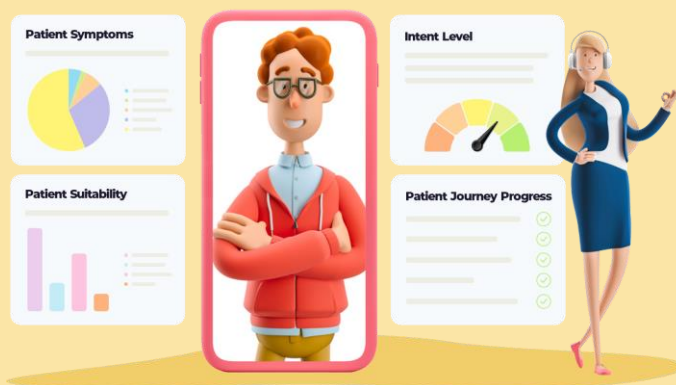 Patient Symptoms
Intent Level
Patient Suitability
Patient Journey Progress